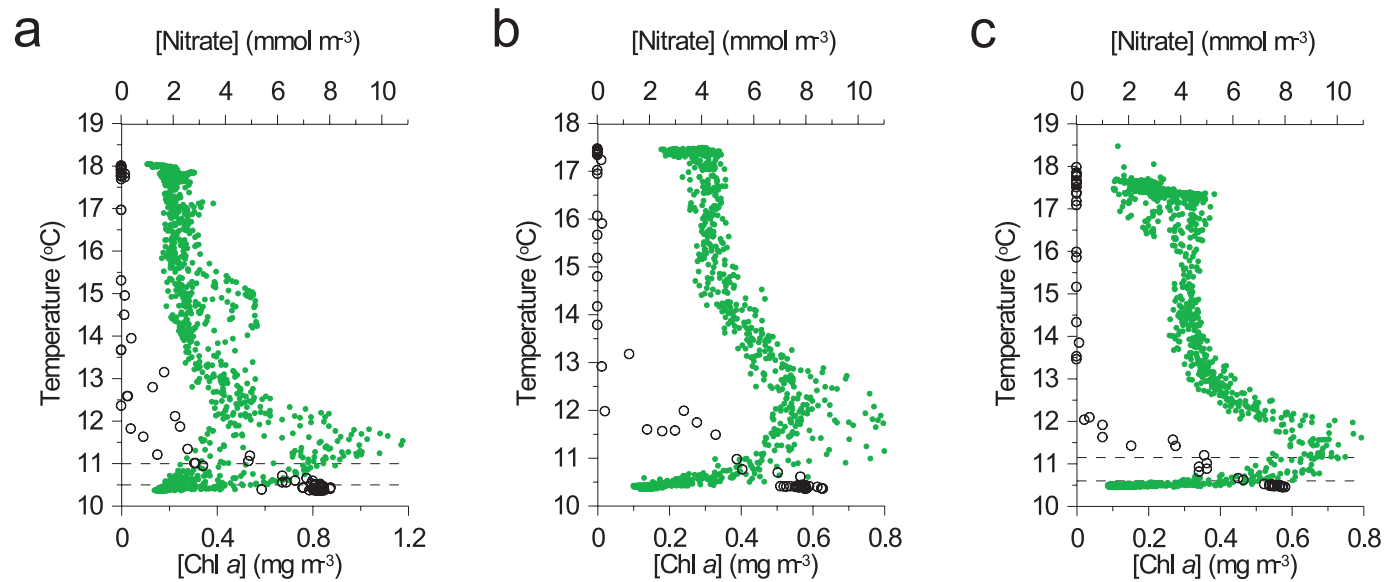 a
[Nitrate] (mmol m-3)
0 2 4 6 8 10
19
18
17
16
15
14
13
12
11
10
Temperature (oC)
0 0.4 0.8 1.2
[Chl a] (mg m-3)
b
[Nitrate] (mmol m-3)
0 2 4 6 8 10
18
17
16
15
14
13
12
11
10
Temperature (oC)
0 0.2 0.4 0.6 0.8
[Chl a] (mg m-3)
c
[Nitrate] (mmol m-3)
0 2 4 6 8 10
19
18
17
16
15
14
13
12
11
10
Temperature (oC)
0 0.2 0.4 0.6 0.8
[Chl a] (mg m-3)